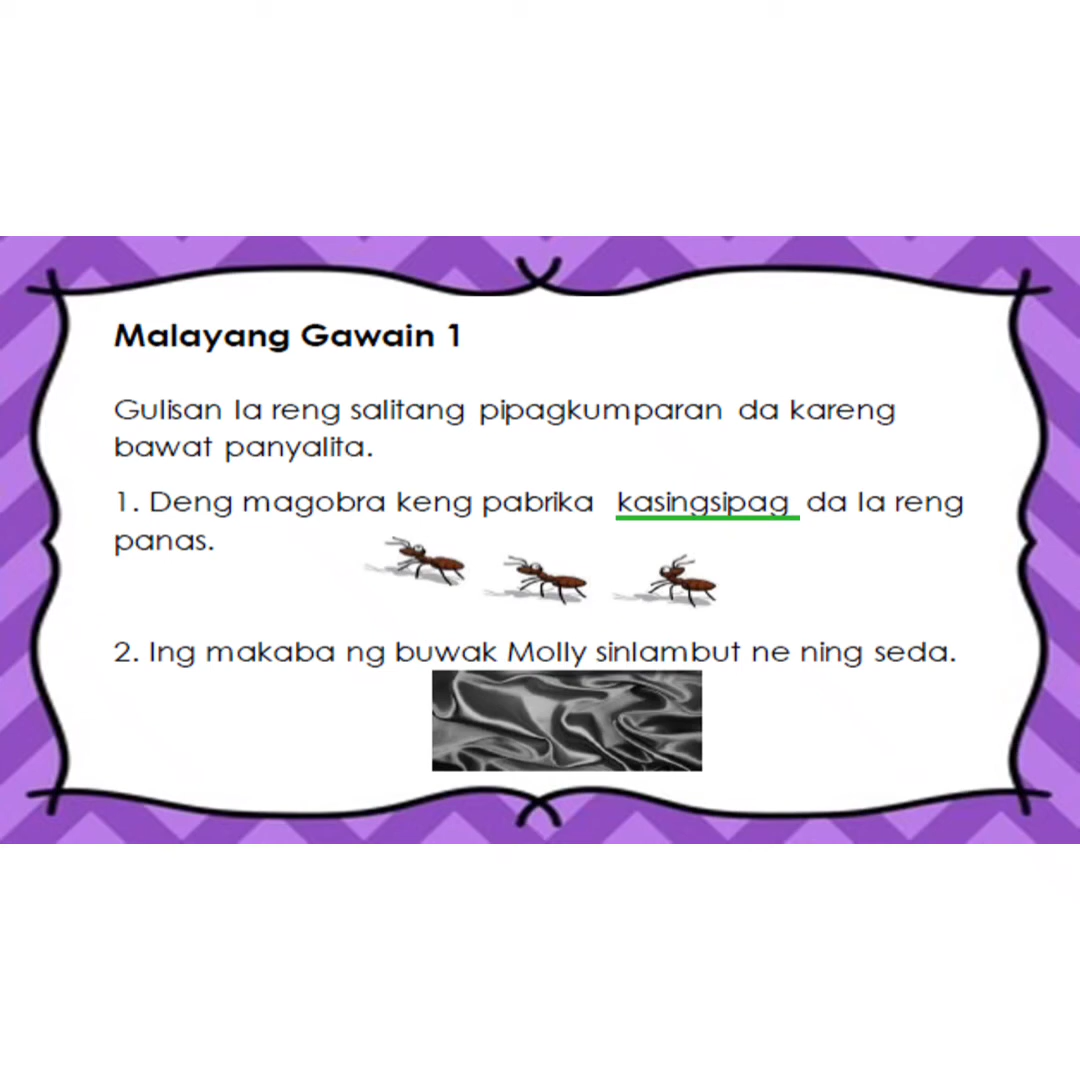 Malayang Gawain 1
Gulisan la reng salitang pipagkumparan da kareng
bawat panyalita.
1. Deng magobra keng pabrika kasingsipag da la reng
panas.
2. Ing makaba ng buwak Molly sinlambut ne ning seda.